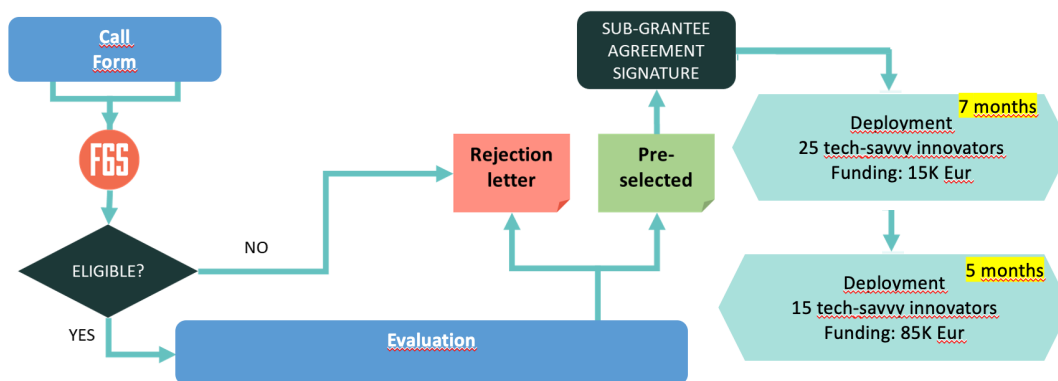 Call
Form
F6S
ELIGIBLE?
NO
YES
Evaluation
Rejection
letter
Pre-
selected
SUB-GRANTEE
AGREEMENT
SIGNATURE
7 months
Deployment
25 tech-savvy innovators
Funding: 15K Eur
5 months
Deployment
15 tech-savvy innovators
Funding: 85K Eur